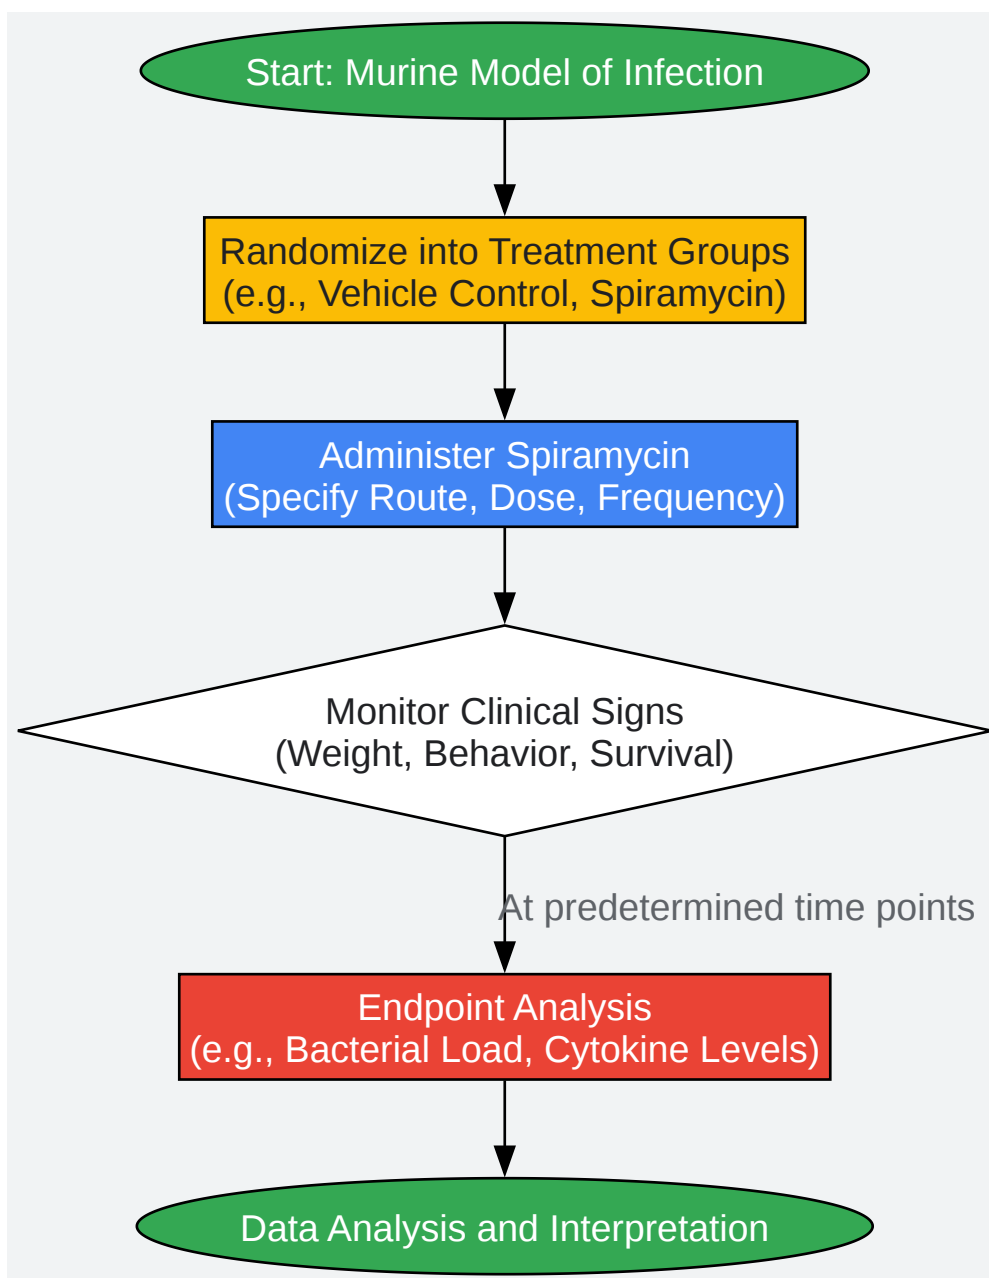 Start: Murine Model of Infection
Randomize into Treatment Groups
(e.g., Vehicle Control, Spiramycin)
Administer Spiramycin
(Specify Route, Dose, Frequency)
Monitor Clinical Signs
(Weight, Behavior, Survival)
At predetermined time points
Endpoint Analysis
(e.g., Bacterial Load, Cytokine Levels)
Data Analysis and Interpretation